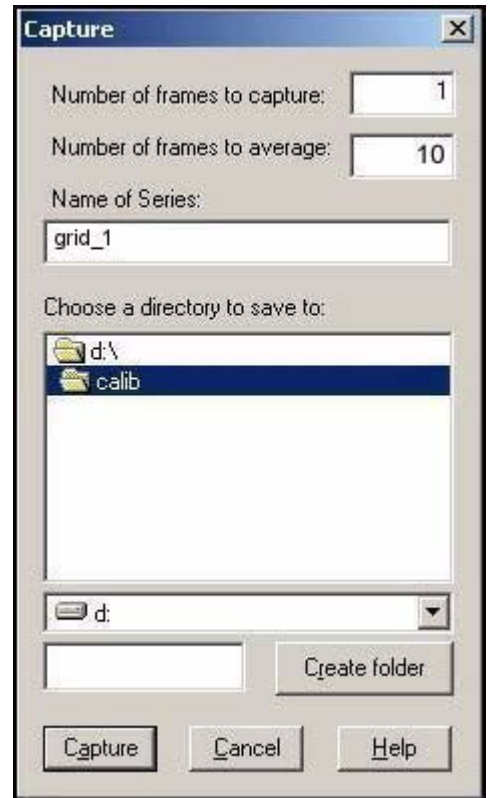 Capture
Number of frames to capture: 1
Number of frames to average: 10
Name of Series:
grid_1
Choose a directory to save to:
d:\
calib
d:
Create folder
Capture Cancel Help